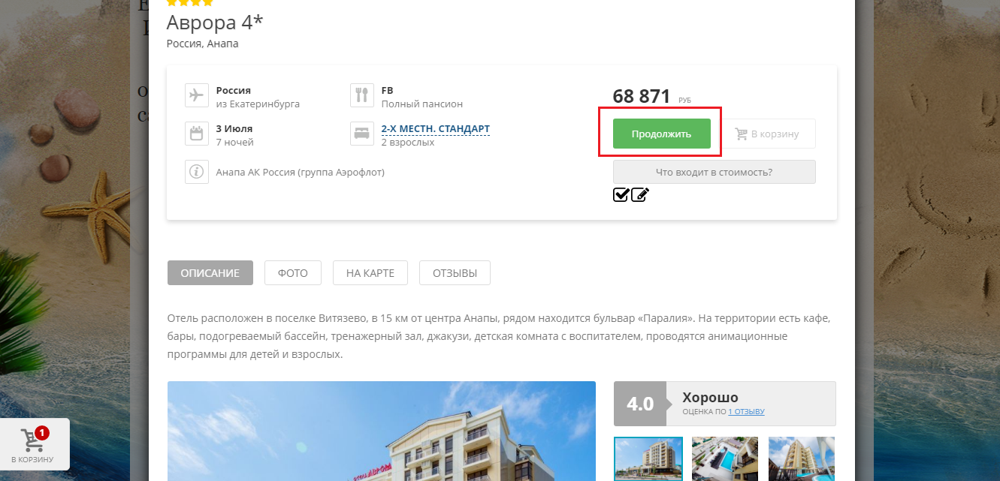 Аврора 4*
Россия, Анапа
Россия
из Екатеринбурга
FB
Полный пансион
68 871 РУБ
3 Июля
7 ночей
2-Х МЕСТН. СТАНДАРТ
2 взрослых
Продолжить
В корзину
Анапа АК Россия (группа Аэрофлот)
Что входит в стоимость?
ОПИСАНИЕ
ФОТО
НА КАРТЕ
ОТЗЫВЫ
Отель расположен в поселке Витязево, в 15 км от центра Анапы, рядом находится бульвар «Паралия». На территории есть кафе,
бары, подогреваемый бассейн, тренажерный зал, джакузи, детская комната с воспитателем, проводятся анимационные
программы для детей и взрослых.
4.0
Хорошо
ОЦЕНКА ПО 1 ОТЗЫВУ
1
В КОРЗИНУ
АВРОРА